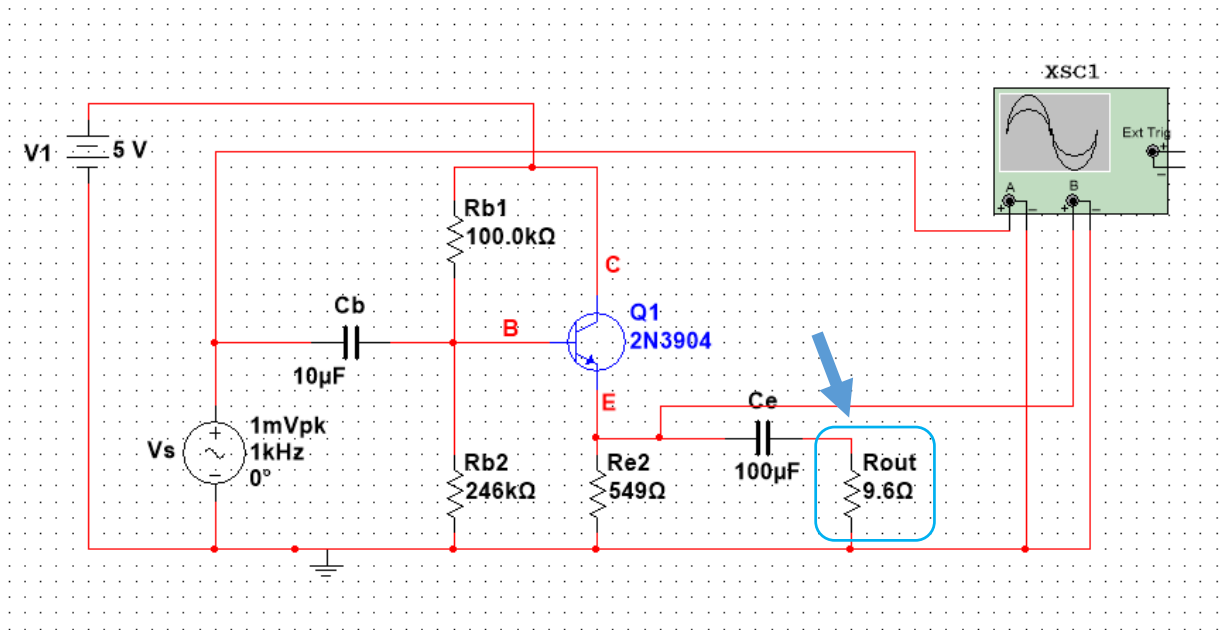 XSC1
Ext Trig
+
_
A
B
+
_
+
_
V1
5 V
Rb1
100.0kΩ
C
Cb
10µF
B
Q1
2N3904
E
Ce
100µF
Vs
+
1mVpk
1kHz
0°
Rb2
246kΩ
Re2
549Ω
Rout
9.6Ω